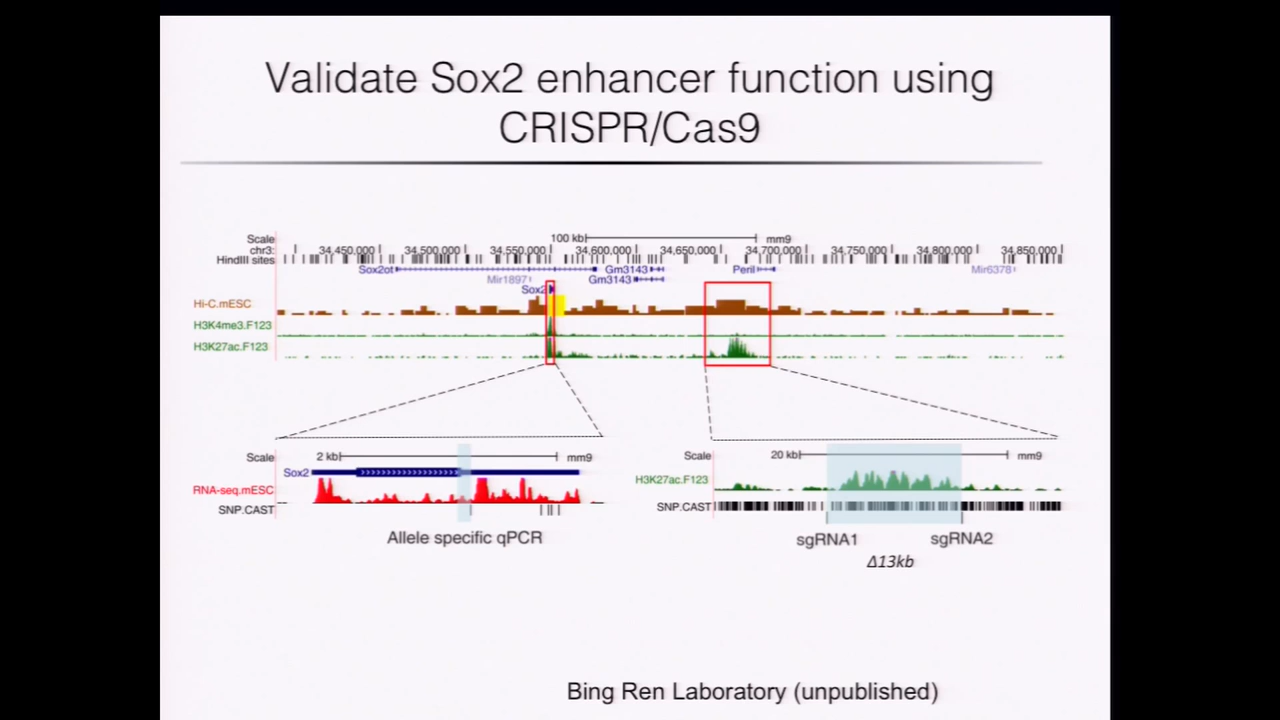 Validate Sox2 enhancer function using
CRISPR/Cas9
Scale 100 kb mm9
chr3: 34,450,000 34,500,000 34,550,000 34,600,000 34,650,000 34,700,000 34,750,000 34,800,000 34,850,000
HindIII sites
Sox2ot Gm3143 Peril Mir6378
Mir1897 Gm3143
Sox2
Hi-C.mESC
H3K4me3.F123
H3K27ac.F123
Scale 2 kb mm9
Sox2
RNA-seq.mESC
SNP.CAST
Allele specific qPCR
Scale 20 kb mm9
H3K27ac.F123
SNP.CAST
sgRNA1 sgRNA2
Δ13kb
Bing Ren Laboratory (unpublished)